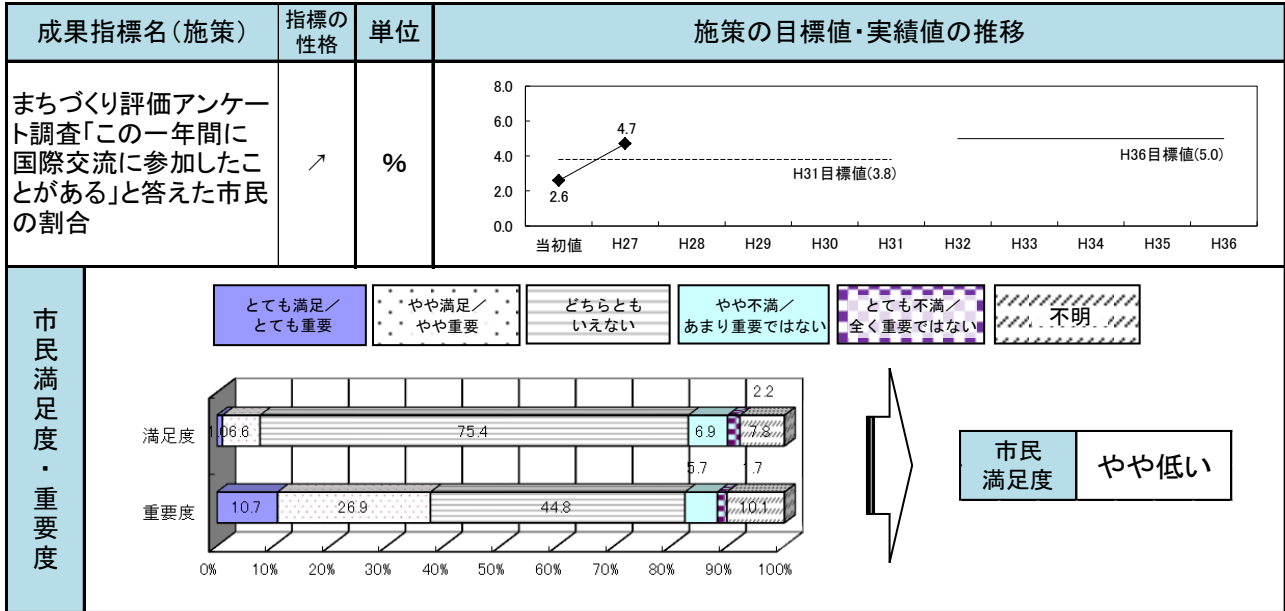 成果指標名（施策）
指標の
性格
単位
施策の目標値・実績値の推移
まちづくり評価アンケー
ト調査「この一年間に
国際交流に参加したこ
とがある」と答えた市民
の割合
↗
%
8.0
6.0
4.0
2.0
0.0
4.7
2.6
H31目標値(3.8)
H36目標値(5.0)
当初値 H27 H28 H29 H30 H31 H32 H33 H34 H35 H36
市民満足度・重要度
とても満足／
とても重要
やや満足／
やや重要
どちらとも
いえない
やや不満／
あまり重要ではない
とても不満／
全く重要ではない
不明
2.2
満足度 1.0 6.6 75.4 6.9 7.8
5.7 1.7
重要度 10.7 26.9 44.8 10.1
0% 10% 20% 30% 40% 50% 60% 70% 80% 90% 100%
市民
満足度
やや低い